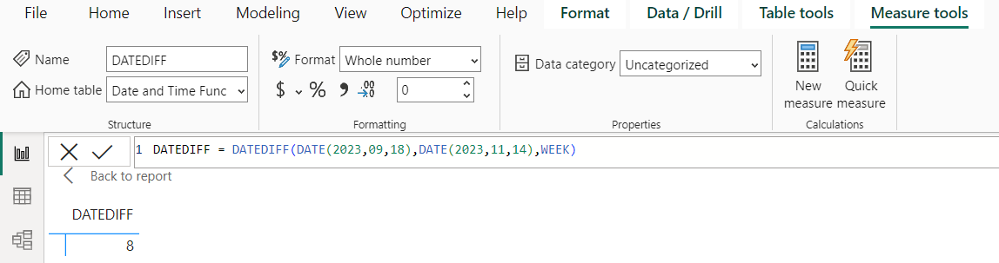 File Home Insert Modeling View Optimize Help Format Data / Drill Table tools Measure tools
Name DATEDIFF
$% Format Whole number
Data category Uncategorized
Home table Date and Time Func
$ % , .00 →0 0
New measure
Quick measure
Structure Formatting Properties Calculations
1 DATEDIFF = DATEDIFF(DATE(2023,09,18),DATE(2023,11,14),WEEK)
Back to report
DATEDIFF
8